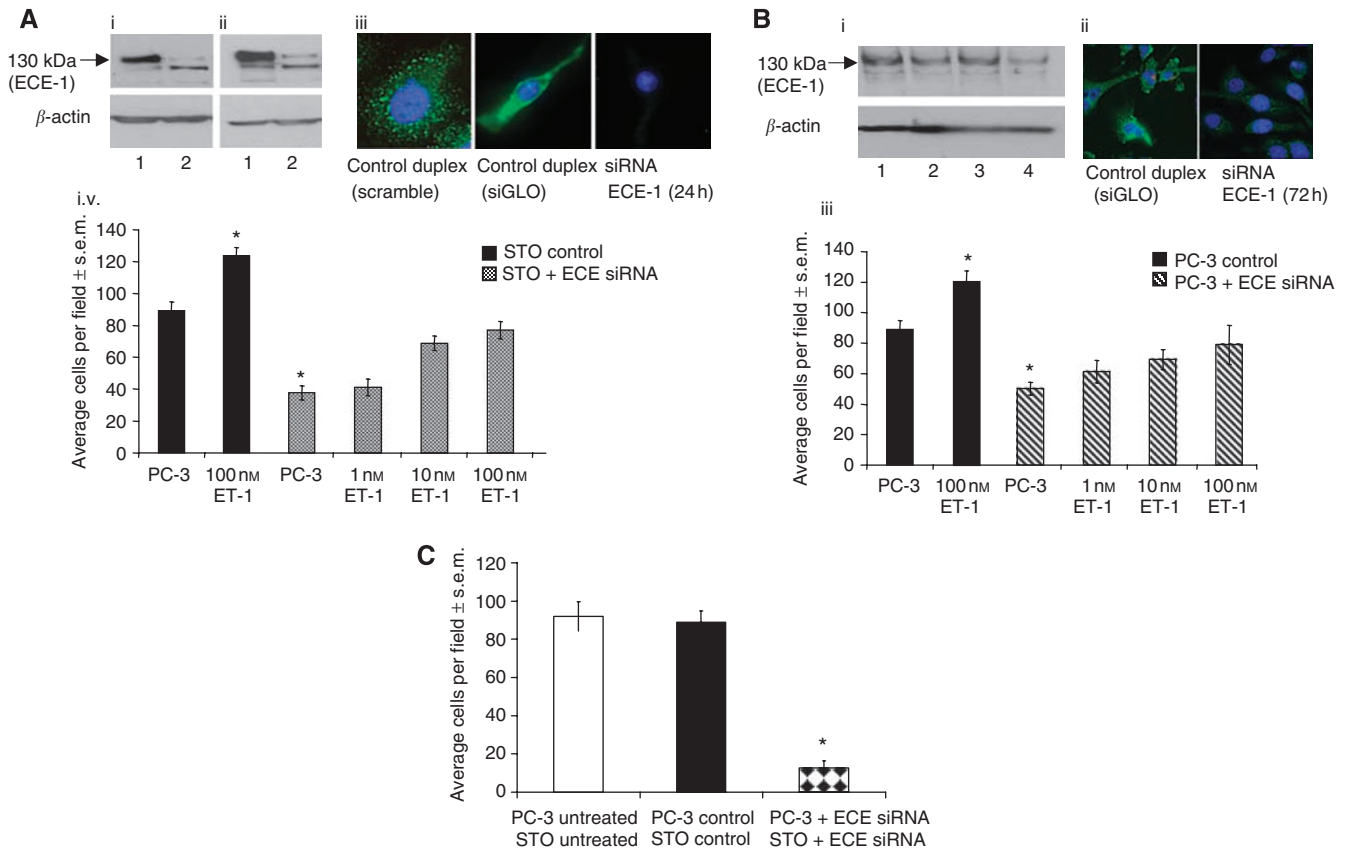 A
i
ii
iii
130 kDa
(ECE-1)
β-actin
1 2 1 2
Control duplex
(scramble)
Control duplex
(siGLO)
siRNA
ECE-1 (24 h)
i.v.
Average cells per field ± s.e.m.
140
120
100
80
60
40
20
0
*
*
STO control
STO + ECE siRNA
PC-3
100 nM
ET-1
PC-3
1 nM
ET-1
10 nM
ET-1
100 nM
ET-1
B
i
ii
130 kDa
(ECE-1)
β-actin
1 2 3 4
Control duplex
(siGLO)
siRNA
ECE-1 (72 h)
iii
Average cells per field ± s.e.m.
140
120
100
80
60
40
20
0
*
*
PC-3 control
PC-3 + ECE siRNA
PC-3
100 nM
ET-1
PC-3
1 nM
ET-1
10 nM
ET-1
100 nM
ET-1
C
Average cells per field ± s.e.m.
120
100
80
60
40
20
0
*
PC-3 untreated
STO untreated
PC-3 control
STO control
PC-3 + ECE siRNA
STO + ECE siRNA